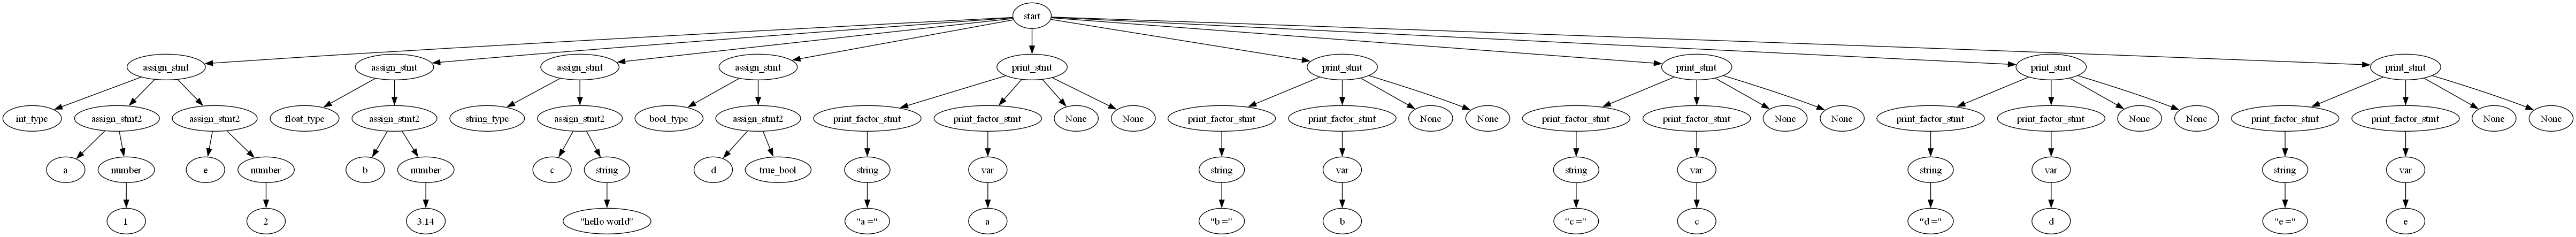 start
assign_stmt assign_stmt assign_stmt assign_stmt print_stmt print_stmt print_stmt print_stmt print_stmt
int_type assign_stmt2 assign_stmt2 float_type assign_stmt2 string_type assign_stmt2 bool_type assign_stmt2 print_factor_stmt print_factor_stmt None None print_factor_stmt print_factor_stmt None None print_factor_stmt print_factor_stmt None None print_factor_stmt print_factor_stmt None None print_factor_stmt print_factor_stmt None None
a number e number b number c string d true_bool string var string var string var string var string var
1 2 3.14 "hello world" "a =" a "b =" b "c =" c "d =" d "e =" e